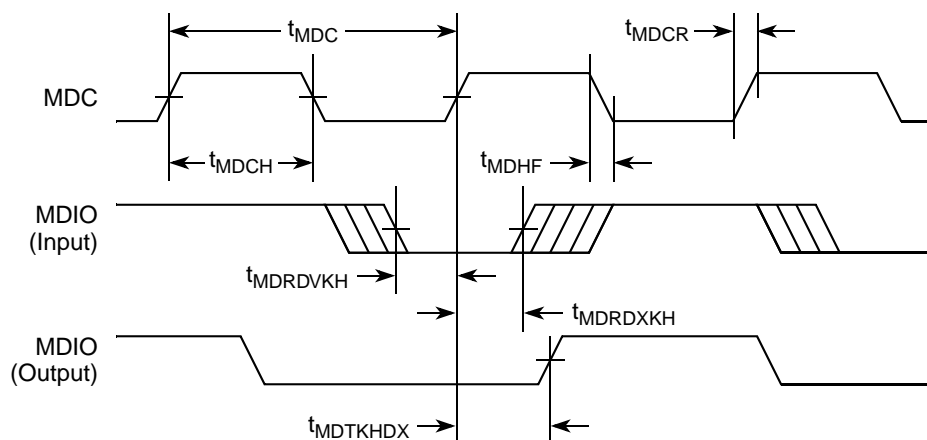 tMDC
tMDCR
MDC
tMDCH
tMDHF
MDIO
(Input)
tMDRDVKH
tMDRDXKH
MDIO
(Output)
tMDTKHDX